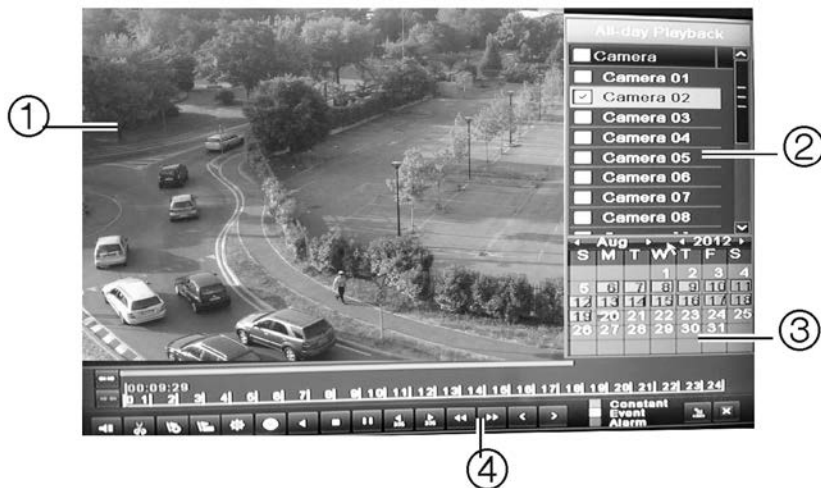 All-day Playback
Camera
Camera 01
Camera 02
Camera 03
Camera 04
Camera 05
Camera 06
Camera 07
Camera 08
Aug 2012
S M T W T F S
1 2 3 4
5 6 7 8 9 10 11
12 13 14 15 16 17 18
19 20 21 22 23 24 25
26 27 28 29 30 31
00:09:29
0 1 2 3 4 5 6 7 8 9 10 11 12 13 14 15 16 17 18 19 20 21 22 23 24
Constant
Event
Alarm
①
②
③
④